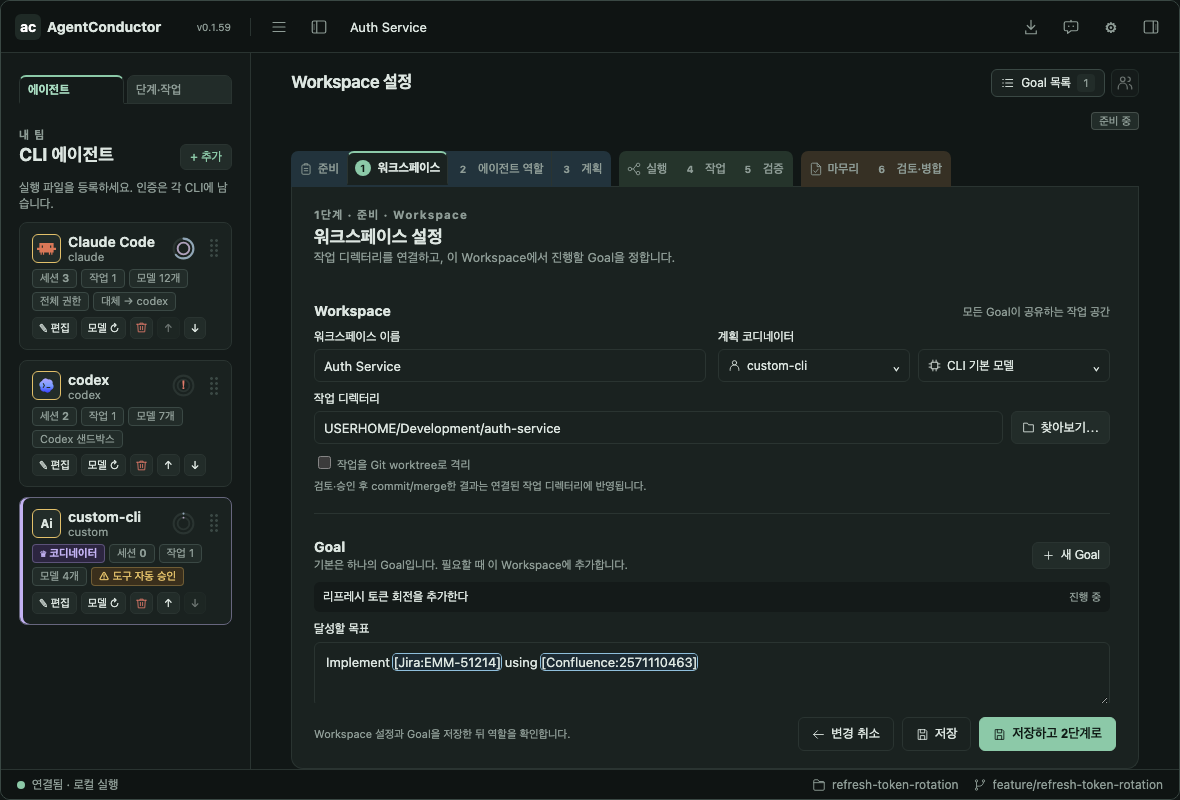 ac AgentConductor v0.1.59 Auth Service
에이전트 단계·작업
내 팀
CLI 에이전트 + 추가
실행 파일을 등록하세요. 인증은 각 CLI에 남
습니다.
Claude Code
claude
세션 3 작업 1 모델 12개
전체 권한 대체 → codex
편집 모델 ↑ ↓
codex
codex
세션 2 작업 1 모델 7개
Codex 샌드박스
편집 모델 ↑ ↓
Ai custom-cli
custom
코디네이터 세션 0 작업 1
모델 4개 ⚠ 도구 자동 승인
편집 모델 ↑ ↓
Workspace 설정 Goal 목록 1
준비 중
준비 1 워크스페이스 2 에이전트 역할 3 계획 실행 4 작업 5 검증 마무리 6 검토·병합
1단계 · 준비 · Workspace
워크스페이스 설정
작업 디렉터리를 연결하고, 이 Workspace에서 진행할 Goal을 정합니다.
Workspace 모든 Goal이 공유하는 작업 공간
워크스페이스 이름 계획 코디네이터
Auth Service custom-cli CLI 기본 모델
작업 디렉터리
USERHOME/Development/auth-service 찾아보기...
작업을 Git worktree로 격리
검토·승인 후 commit/merge한 결과는 연결된 작업 디렉터리에 반영됩니다.
Goal
기본은 하나의 Goal입니다. 필요할 때 이 Workspace에 추가합니다. + 새 Goal
리프레시 토큰 회전을 추가한다 진행 중
달성할 목표
Implement [Jira:EMM-51214] using [Confluence:2571110463]
Workspace 설정과 Goal을 저장한 뒤 역할을 확인합니다. ← 변경 취소 저장 저장하고 2단계로
연결됨 · 로컬 실행 refresh-token-rotation feature/refresh-token-rotation